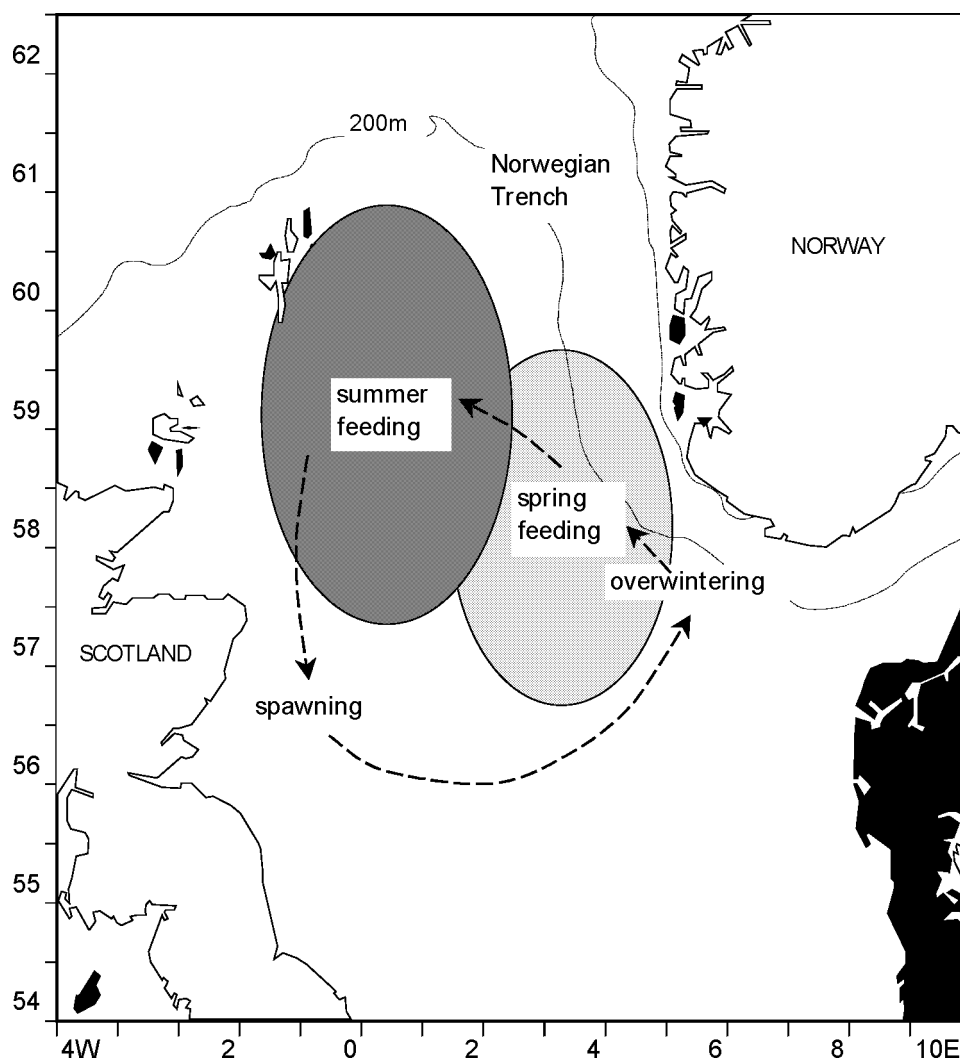 62
200m
61
Norwegian
Trench
NORWAY
60
59
summer
feeding
spring
feeding
58
overwintering
57
SCOTLAND
spawning
56
55
54
4W 2 0 2 4 6 8 10E